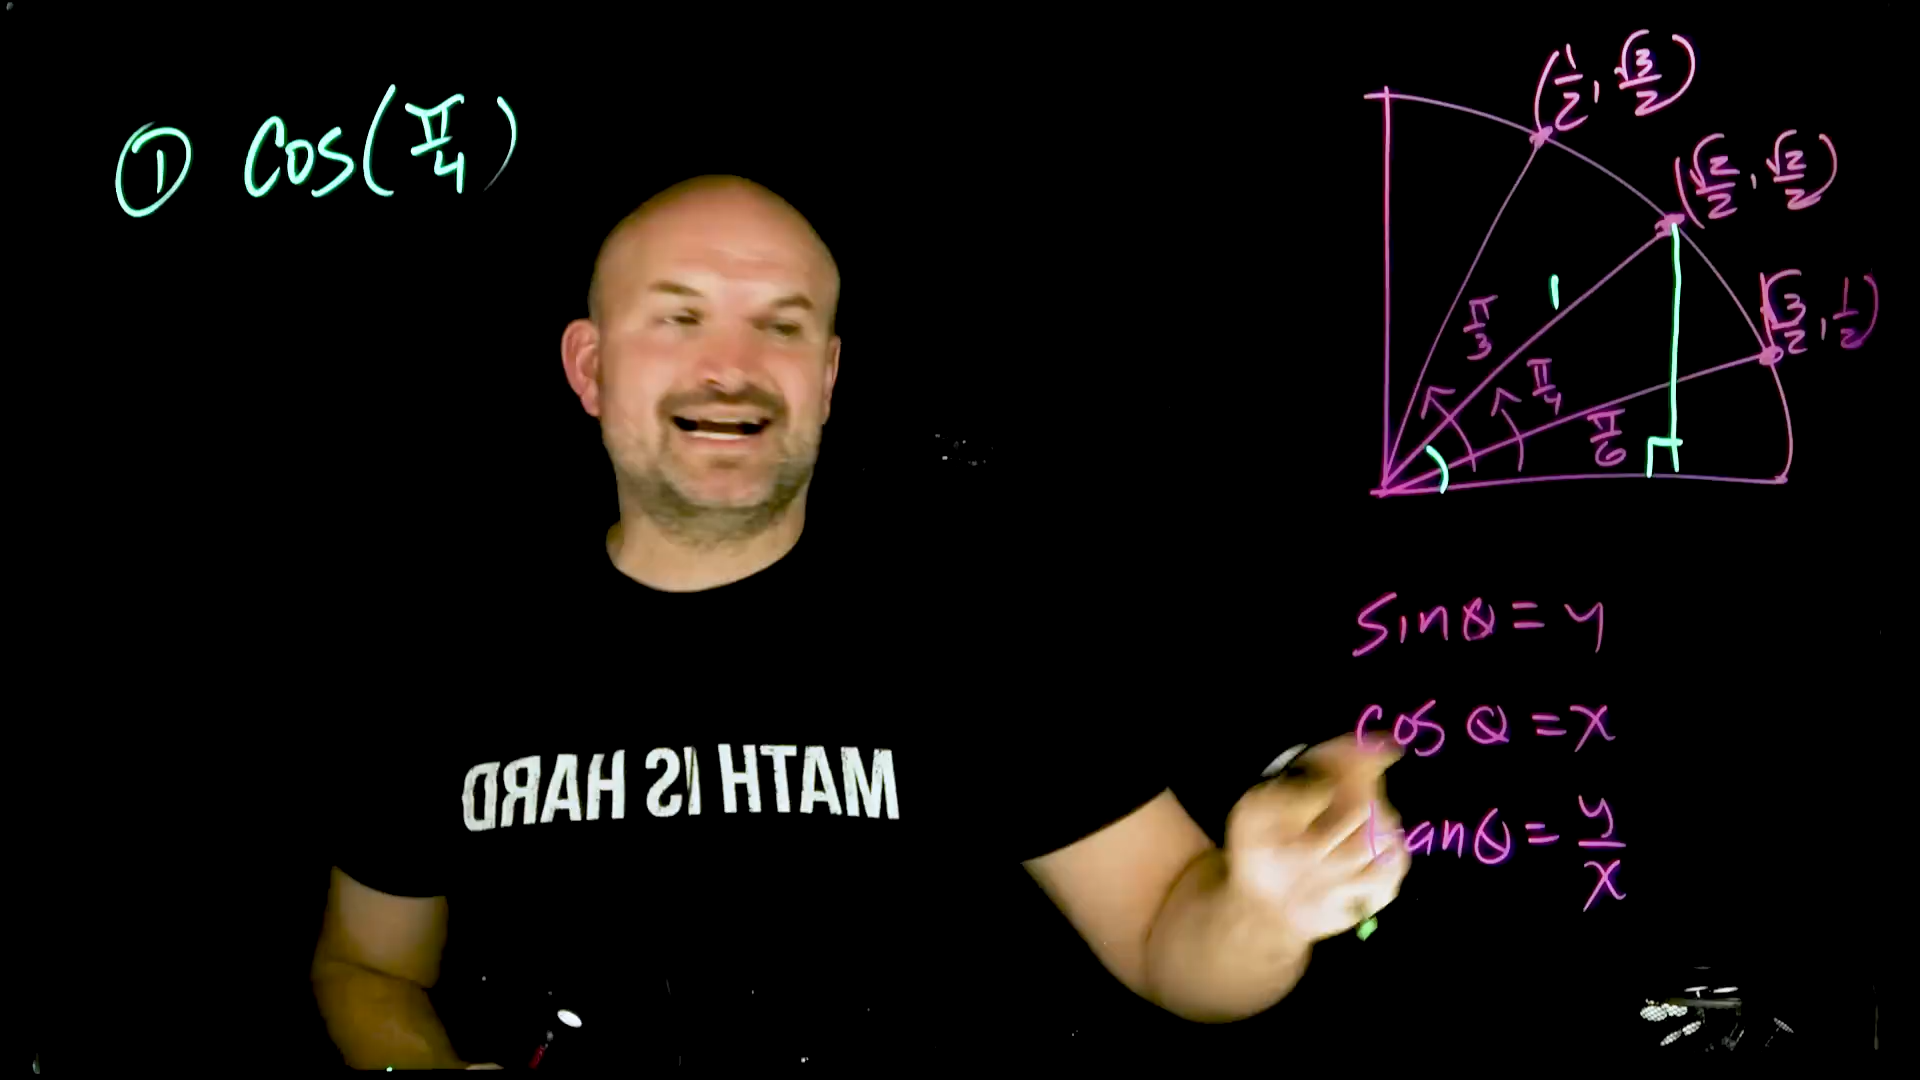 ① cos(π/4)
(1/2, √3/2)
(√2/2, √2/2)
(√3/2, 1/2)
1
π/3
π/4
π/6
sinθ = y
cos θ = x
tanθ = y/x
MATH IS HARD